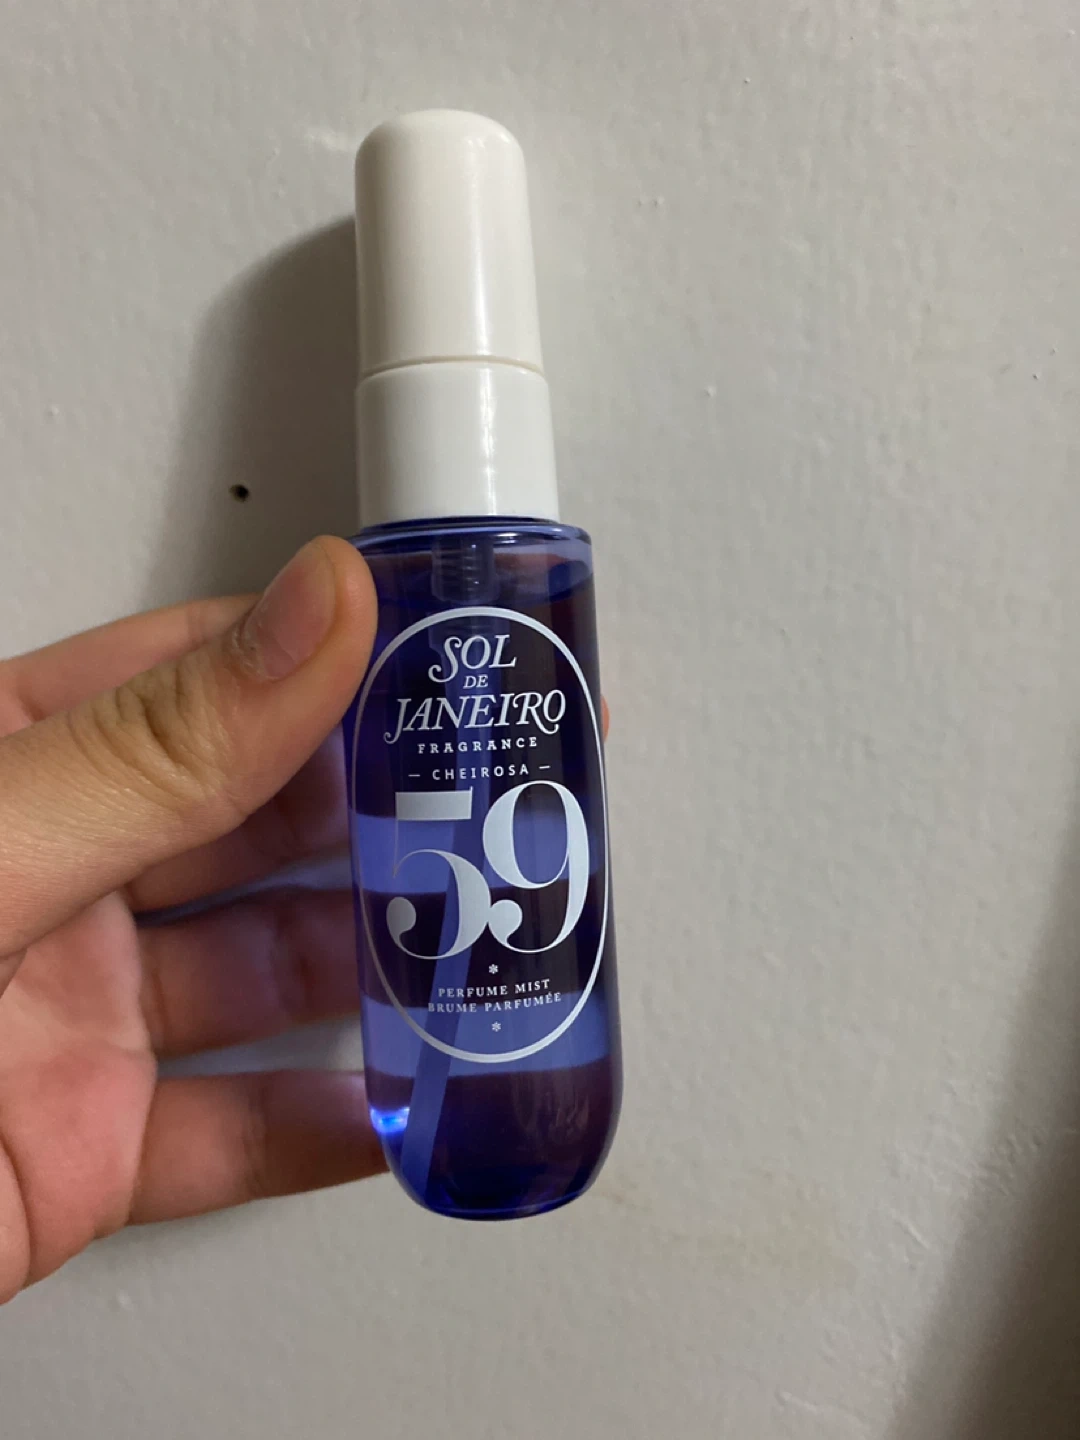 SOL
DE
JANEIRO
FRAGRANCE
— CHEIROSA —
59
*
PERFUME MIST
BRUME PARFUMÉE
*